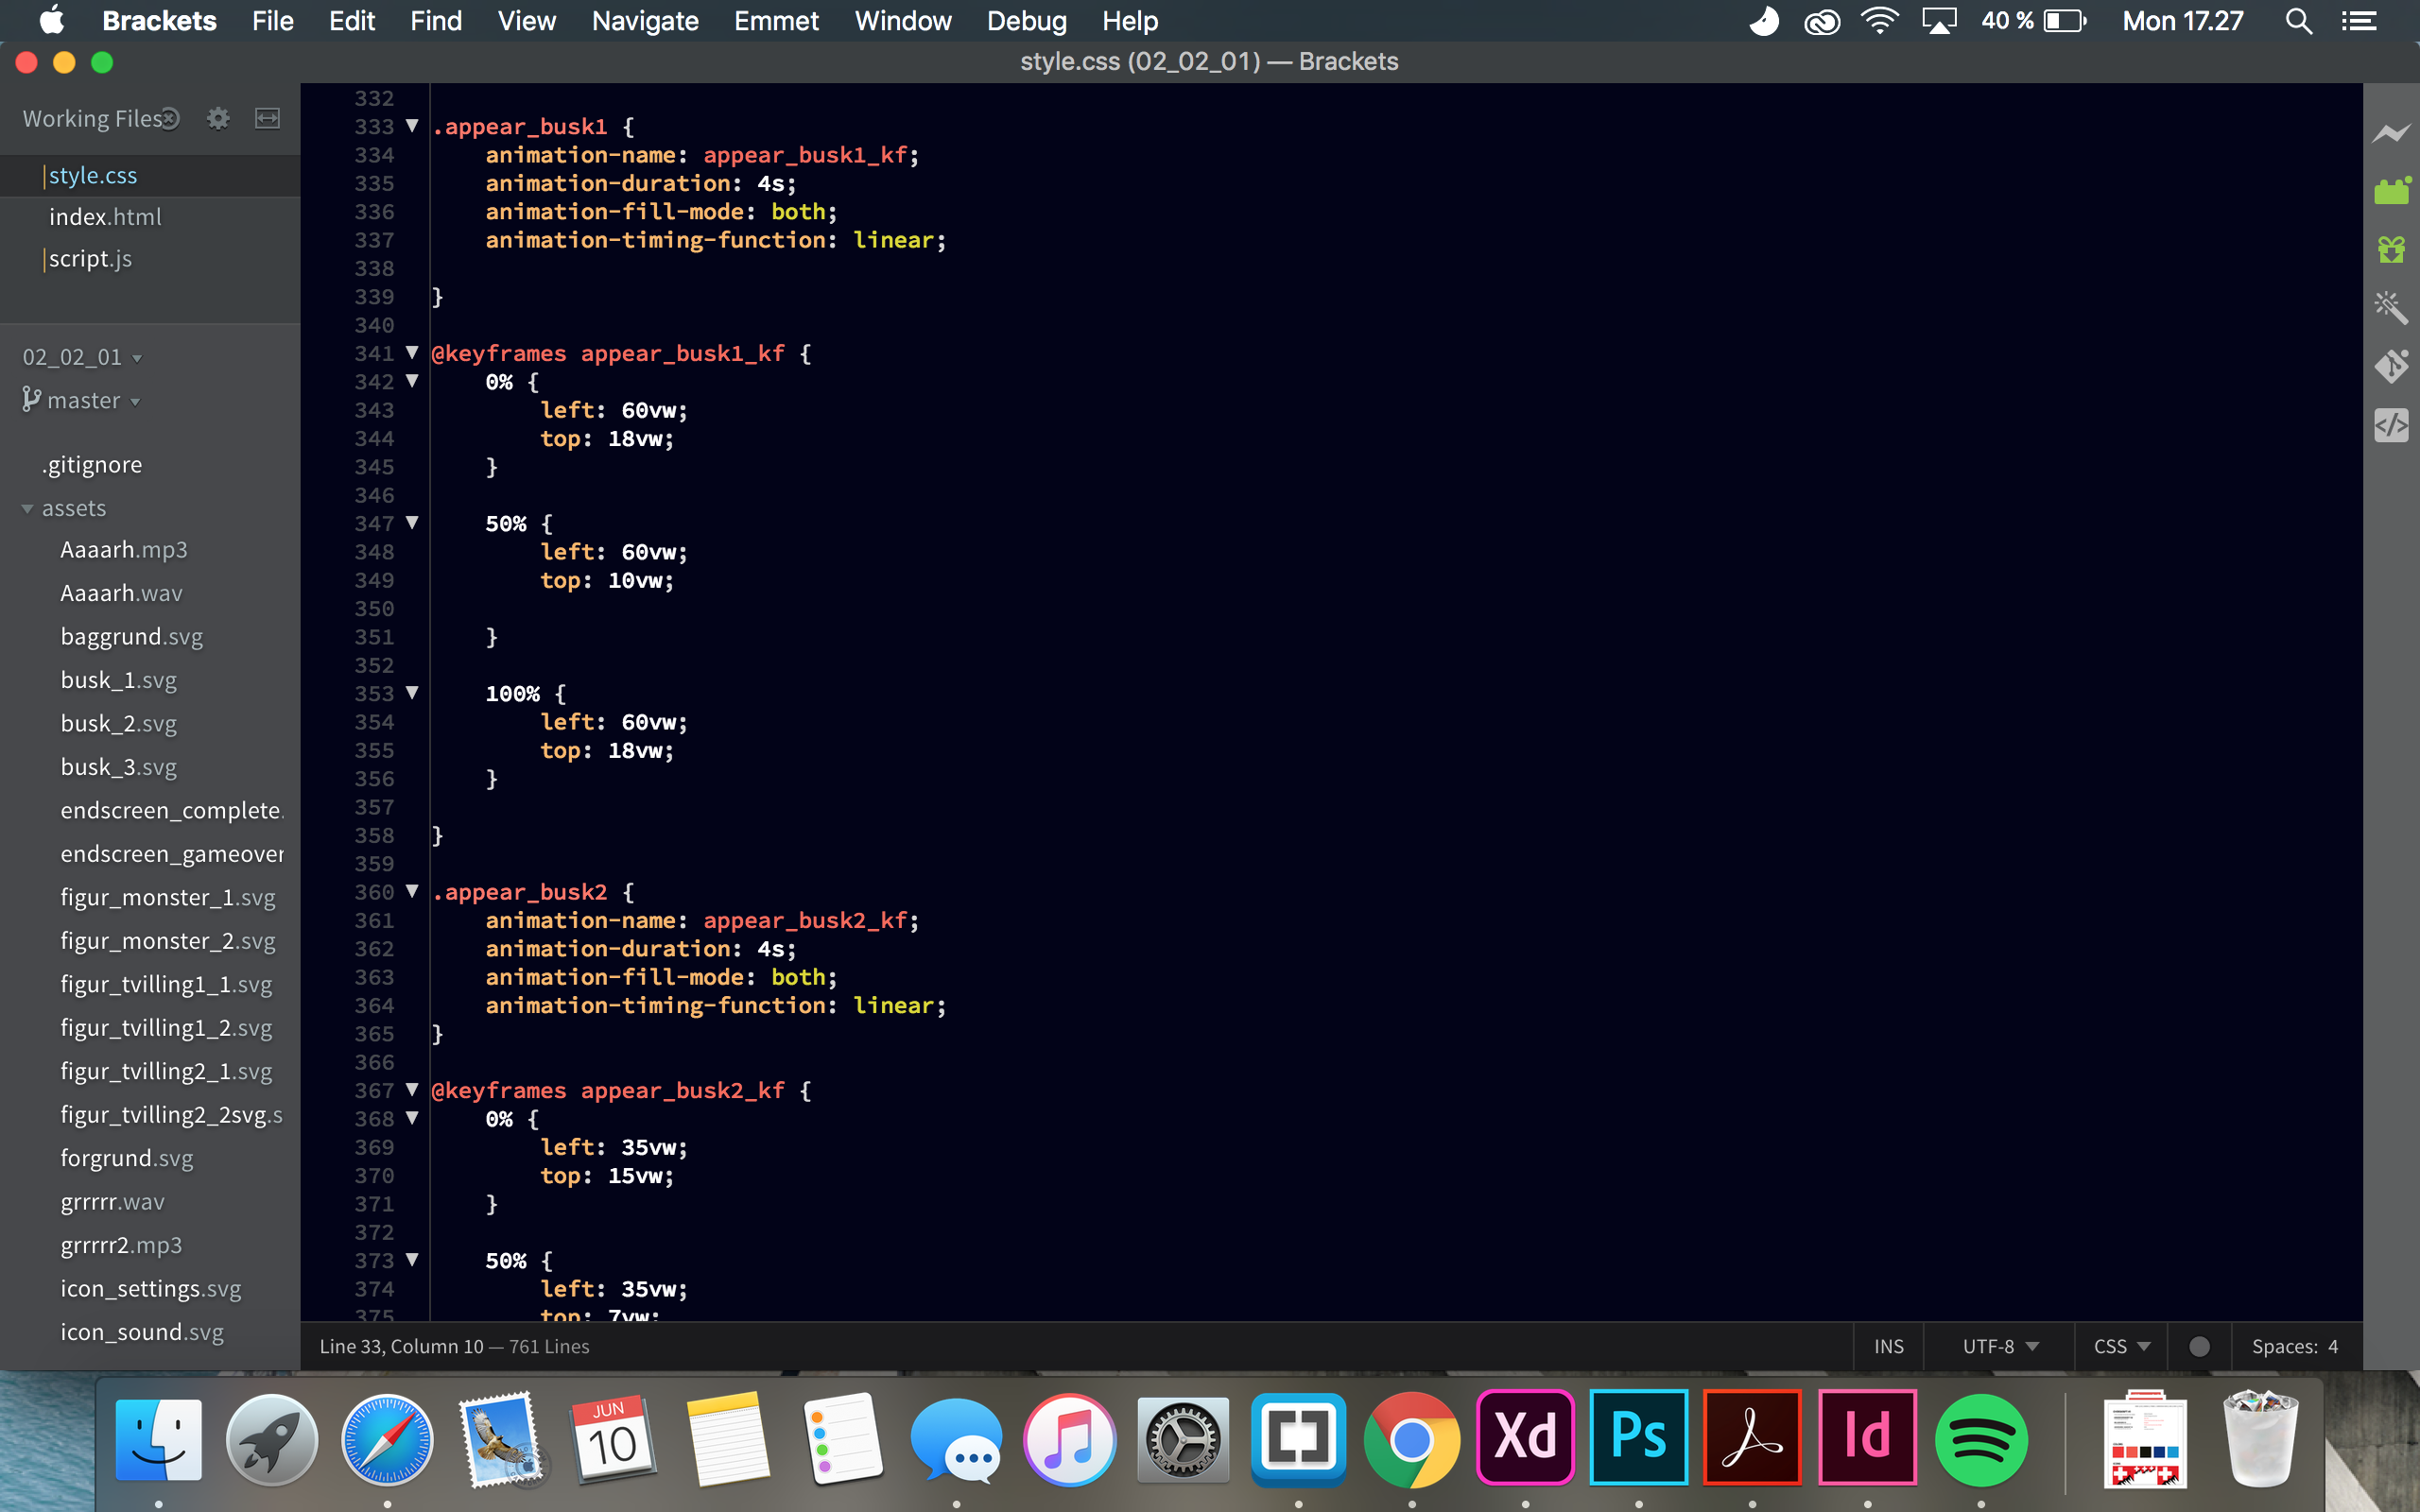 Brackets File Edit Find View Navigate Emmet Window Debug Help 40 % Mon 17.27
style.css (02_02_01) — Brackets
Working Files
style.css
index.html
script.js
02_02_01
master
.gitignore
assets
Aaaarh.mp3
Aaaarh.wav
baggrund.svg
busk_1.svg
busk_2.svg
busk_3.svg
endscreen_complete.
endscreen_gameover
figur_monster_1.svg
figur_monster_2.svg
figur_tvilling1_1.svg
figur_tvilling1_2.svg
figur_tvilling2_1.svg
figur_tvilling2_2svg.s
forgrund.svg
grrrrr.wav
grrrrr2.mp3
icon_settings.svg
icon_sound.svg
332
333 .appear_busk1 {
334 animation-name: appear_busk1_kf;
335 animation-duration: 4s;
336 animation-fill-mode: both;
337 animation-timing-function: linear;
338
339 }
340
341 @keyframes appear_busk1_kf {
342 0% {
343 left: 60vw;
344 top: 18vw;
345 }
346
347 50% {
348 left: 60vw;
349 top: 10vw;
350
351 }
352
353 100% {
354 left: 60vw;
355 top: 18vw;
356 }
357
358 }
359
360 .appear_busk2 {
361 animation-name: appear_busk2_kf;
362 animation-duration: 4s;
363 animation-fill-mode: both;
364 animation-timing-function: linear;
365 }
366
367 @keyframes appear_busk2_kf {
368 0% {
369 left: 35vw;
370 top: 15vw;
371 }
372
373 50% {
374 left: 35vw;
375 top: 7vw;
Line 33, Column 10 — 761 Lines INS UTF-8 CSS Spaces: 4
JUN
10
Xd Ps Id